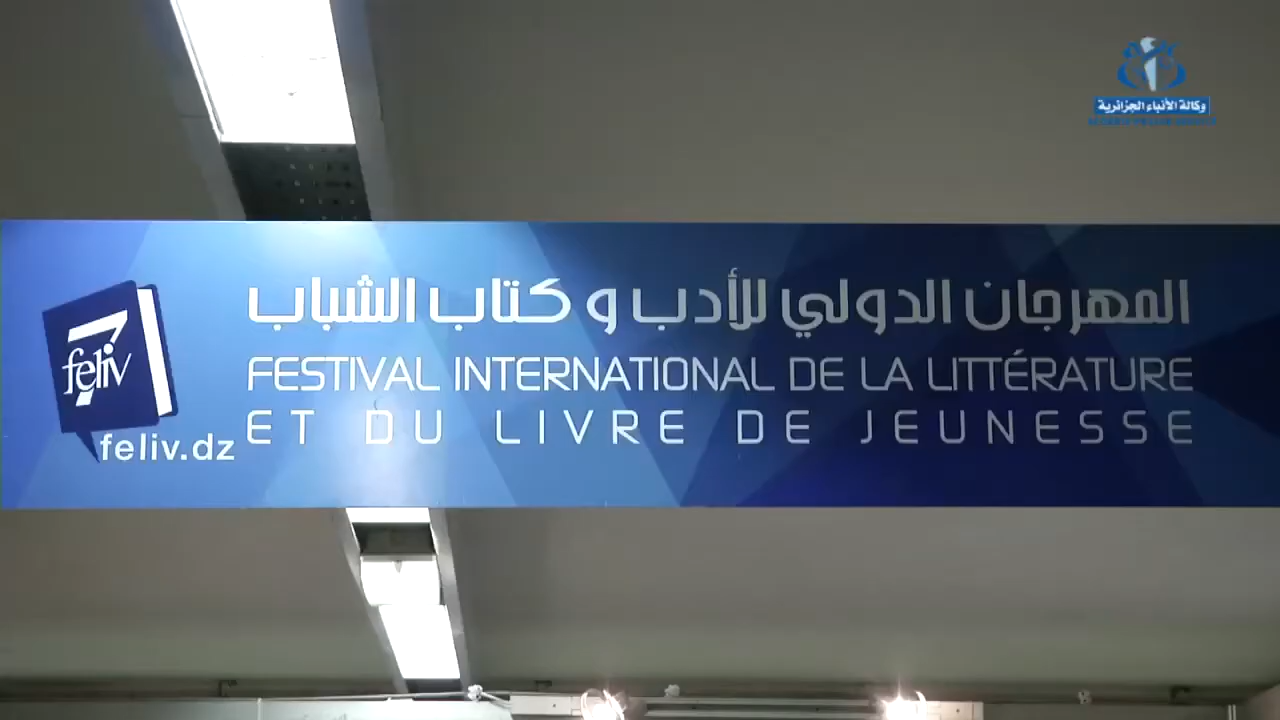 وكالة الأنباء الجزائرية
المهرجان الدولي للأدب و كتاب الشباب
FESTIVAL INTERNATIONAL DE LA LITTÉRATURE
ET DU LIVRE DE JEUNESSE
7
feliv
feliv.dz